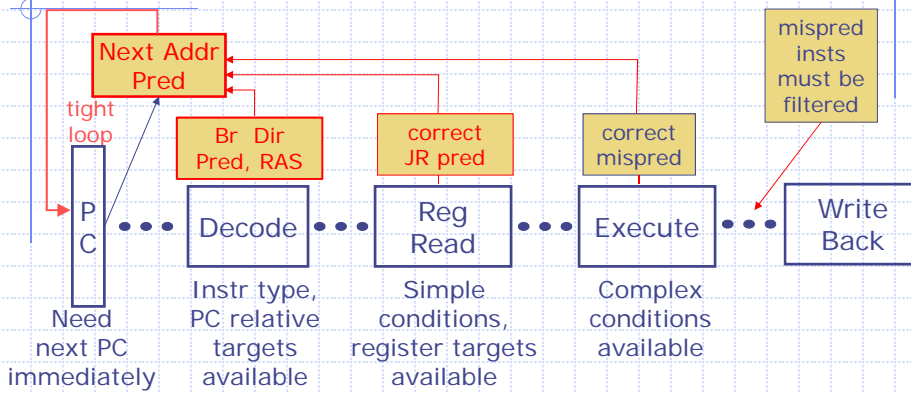 Next Addr
Pred
tight
loop
Br Dir
Pred, RAS
correct
JR pred
correct
mispred
mispred
insts
must be
filtered
P
C
Decode
Reg
Read
Execute
Write
Back
Need
next PC
immediately
Instr type,
PC relative
targets
available
Simple
conditions,
register targets
available
Complex
conditions
available